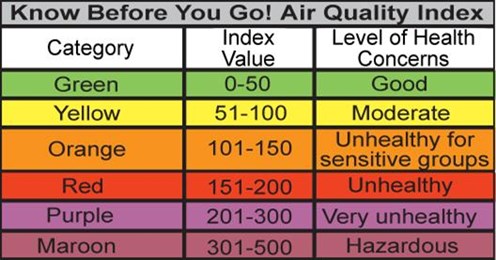 Know Before You Go! Air Quality Index
Category Index Value Level of Health Concerns
Green 0-50 Good
Yellow 51-100 Moderate
Orange 101-150 Unhealthy for sensitive groups
Red 151-200 Unhealthy
Purple 201-300 Very unhealthy
Maroon 301-500 Hazardous